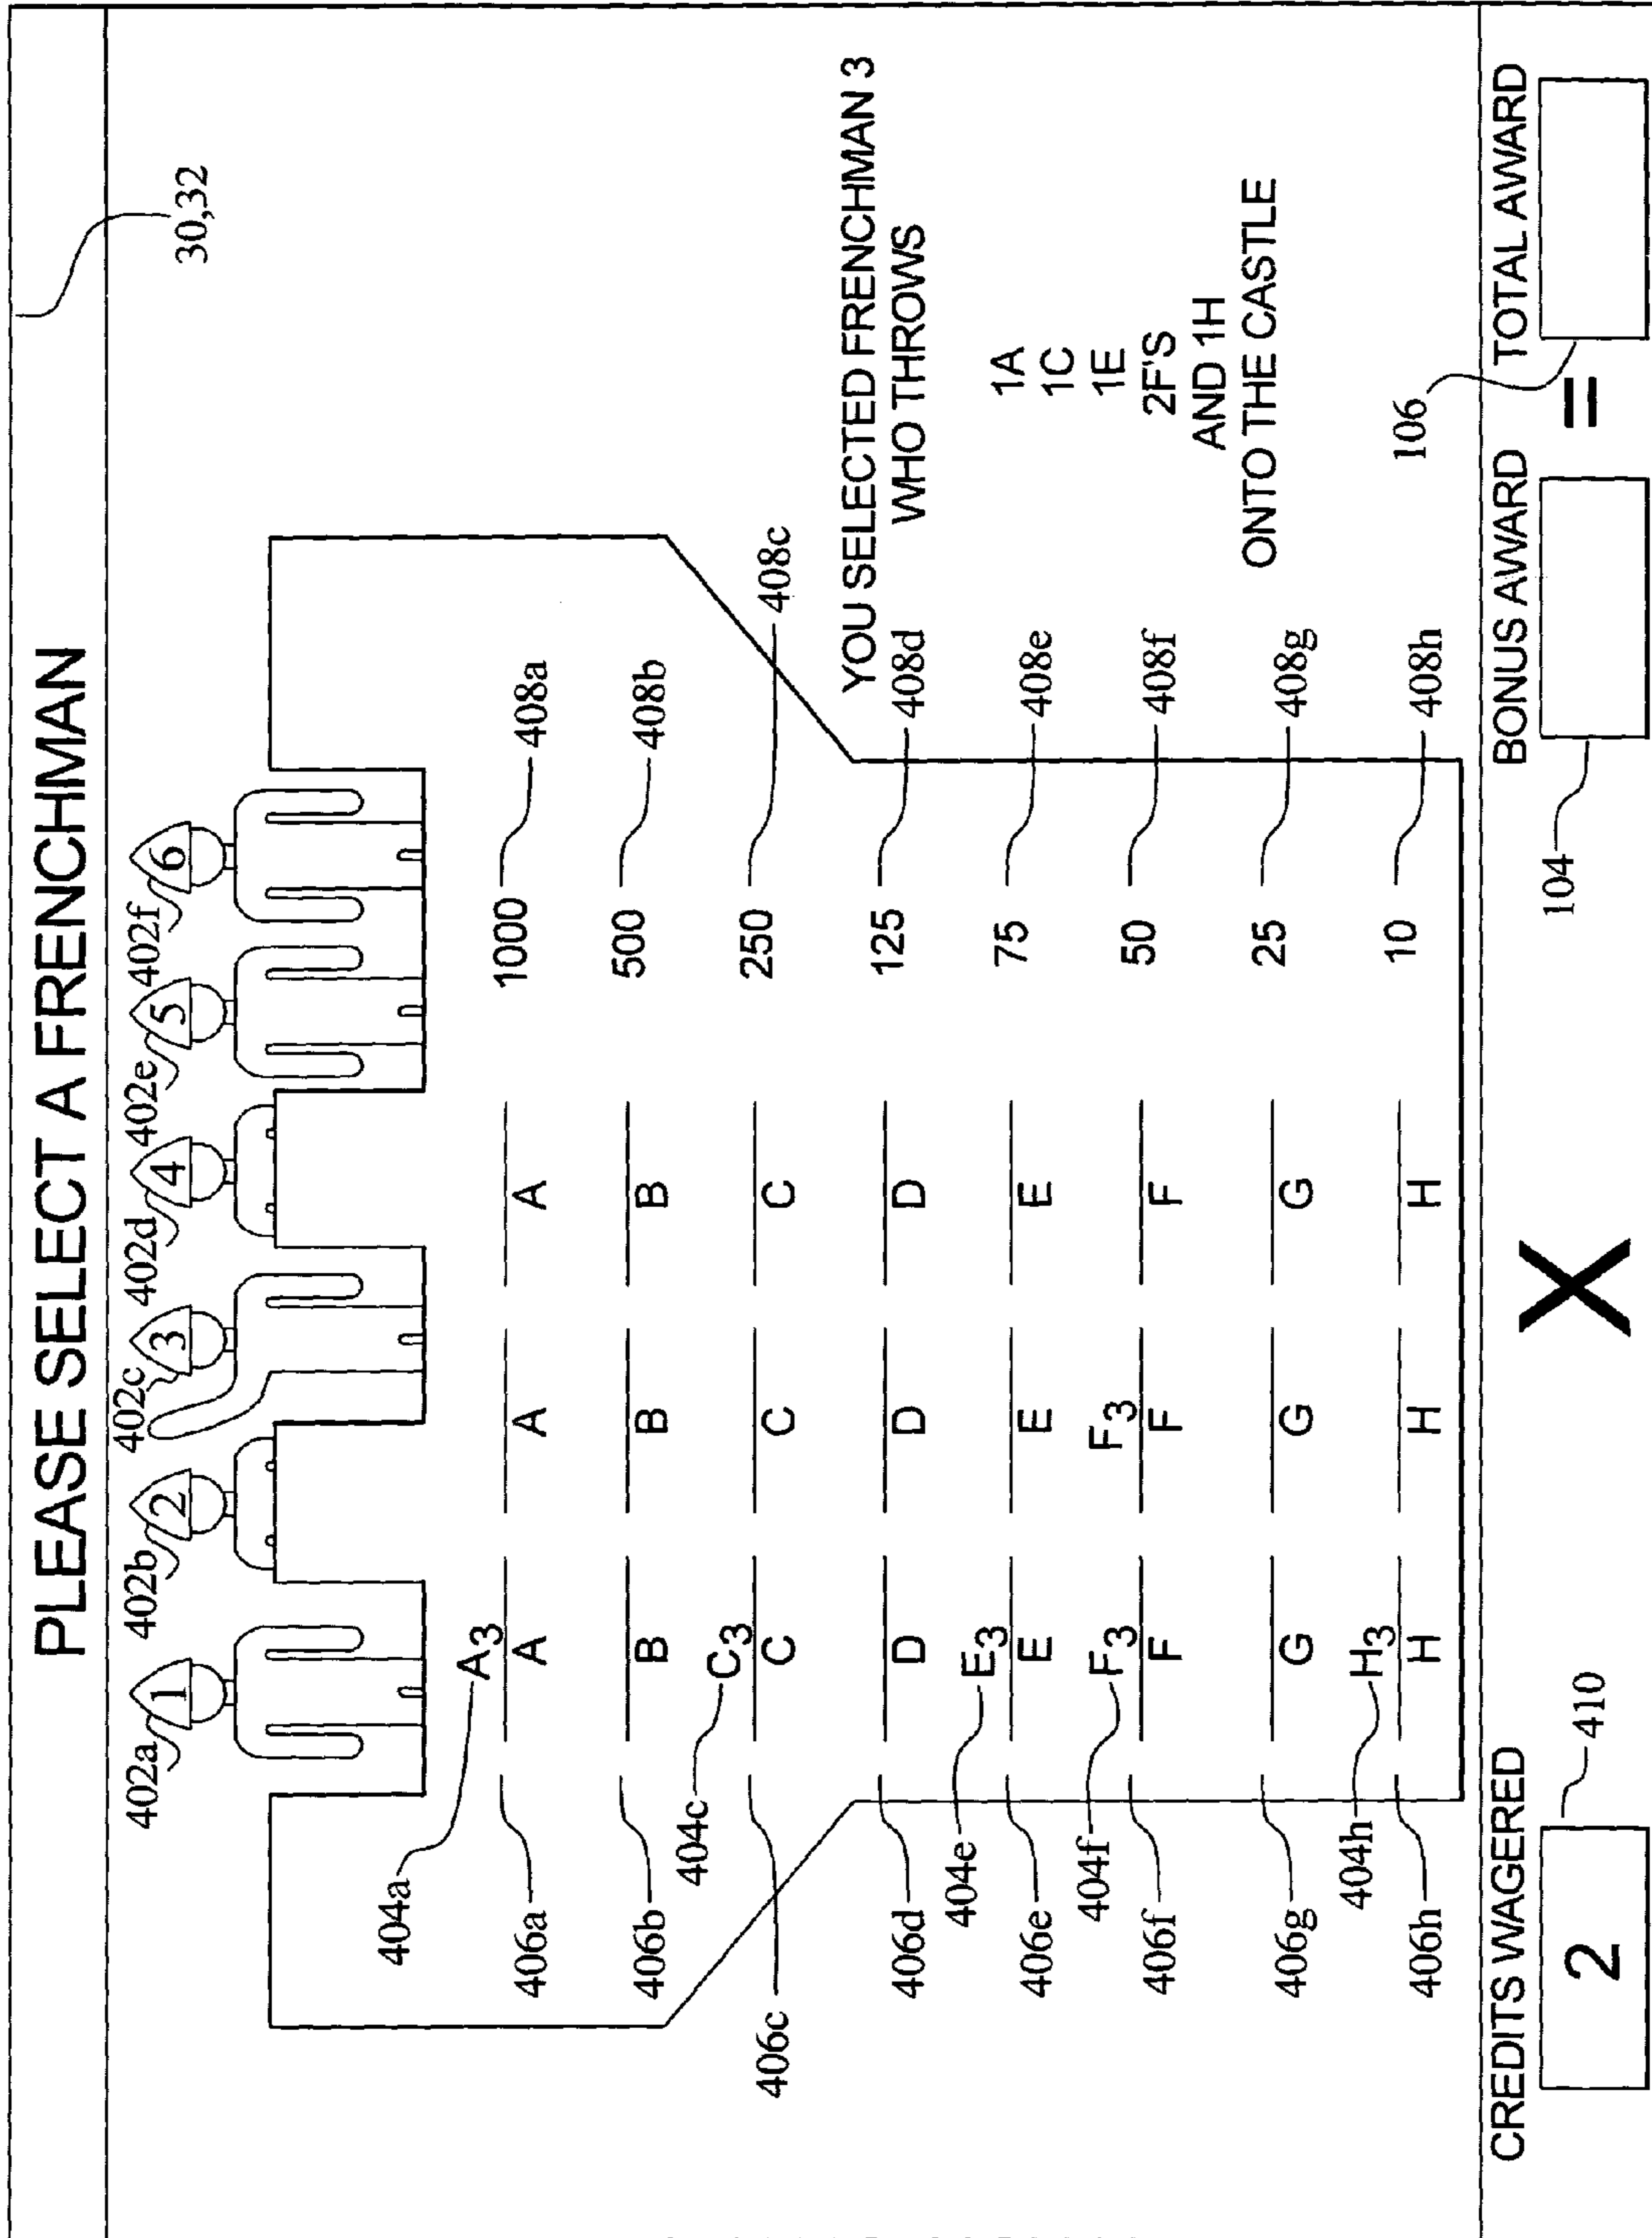 PLEASE SELECT A FRENCHMAN
30,32
402a 402b 402c 402d 402e 402f
1 2 3 4 5 6
404a A3
406a A A A 1000 408a
406b B B B 500 408b
404c C3
406c C C C 250 408c
YOU SELECTED FRENCHMAN 3
WHO THROWS
406d D D D 125 408d
404e E3
406e E E E 75 408e
1A
1C
1E
404f F3 F3
406f F F F 50 408f
2F'S
AND 1H
ONTO THE CASTLE
406g G G G 25 408g
404h H3
406h H H H 10 408h
106
CREDITS WAGERED BONUS AWARD TOTAL AWARD
2 410 X 104 =